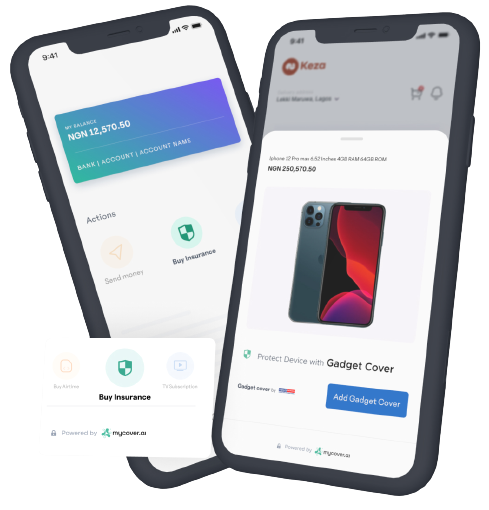 9:41
MY BALANCE
NGN 12,570.50
BANK | ACCOUNT | ACCOUNT NAME
Actions
Send money
Buy Insurance
Buy Airtime
Buy Insurance
TV Subscription
Powered by mycover.ai
9:41
Keza
Lekki Marwa, Lagos
Iphone 12 Pro max 6.52 Inches 4GB RAM 64GB ROM
NGN 250,570.50
Protect Device with Gadget Cover
Gadget cover by
Add Gadget Cover
Powered by mycover.ai